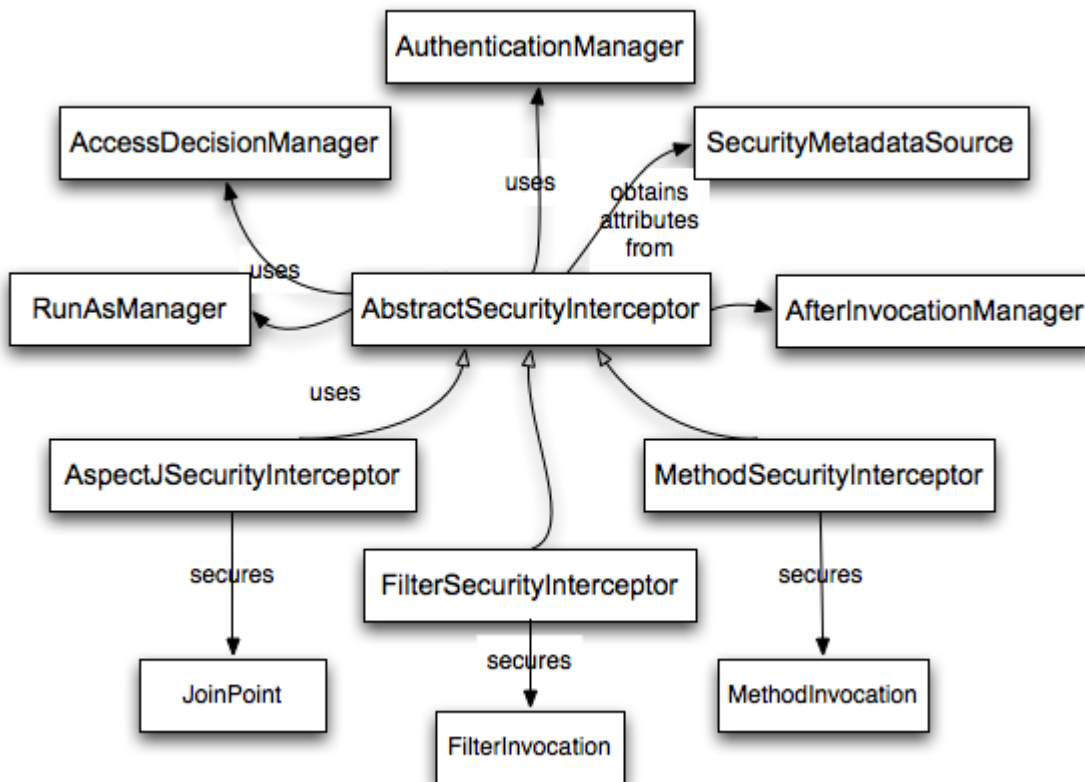 AuthenticationManager
AccessDecisionManager
SecurityMetadataSource
uses
obtains
attributes
from
uses
RunAsManager
AbstractSecurityInterceptor
AfterInvocationManager
uses
AspectJSecurityInterceptor
MethodSecurityInterceptor
secures
FilterSecurityInterceptor
secures
secures
JoinPoint
MethodInvocation
FilterInvocation